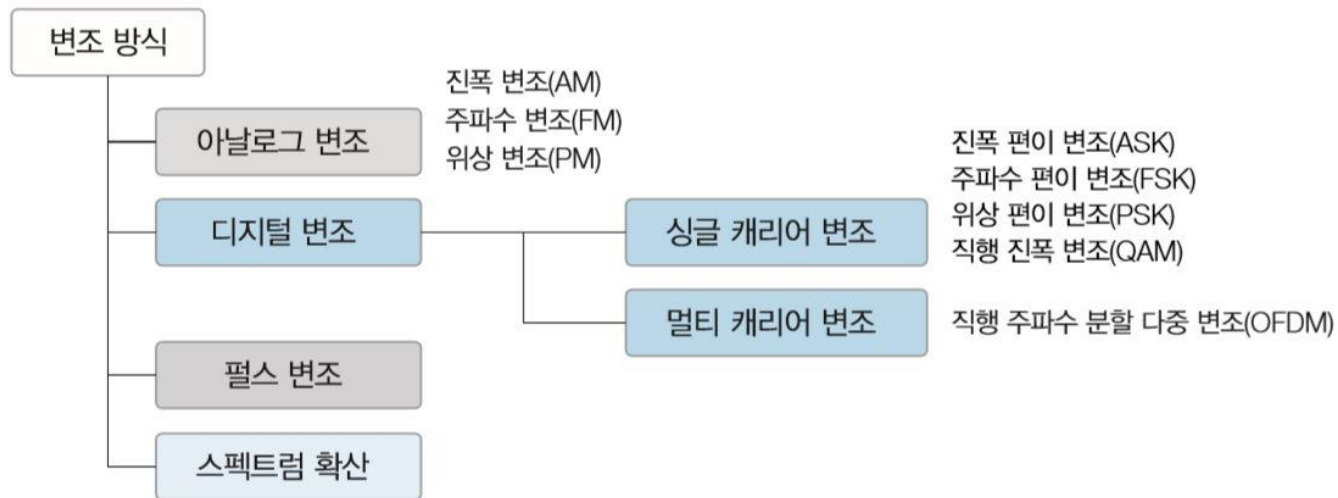 변조 방식
아날로그 변조
진폭 변조(AM)
주파수 변조(FM)
위상 변조(PM)
디지털 변조
싱글 캐리어 변조
진폭 편이 변조(ASK)
주파수 편이 변조(FSK)
위상 편이 변조(PSK)
직행 진폭 변조(QAM)
멀티 캐리어 변조
직행 주파수 분할 다중 변조(OFDM)
펄스 변조
스펙트럼 확산